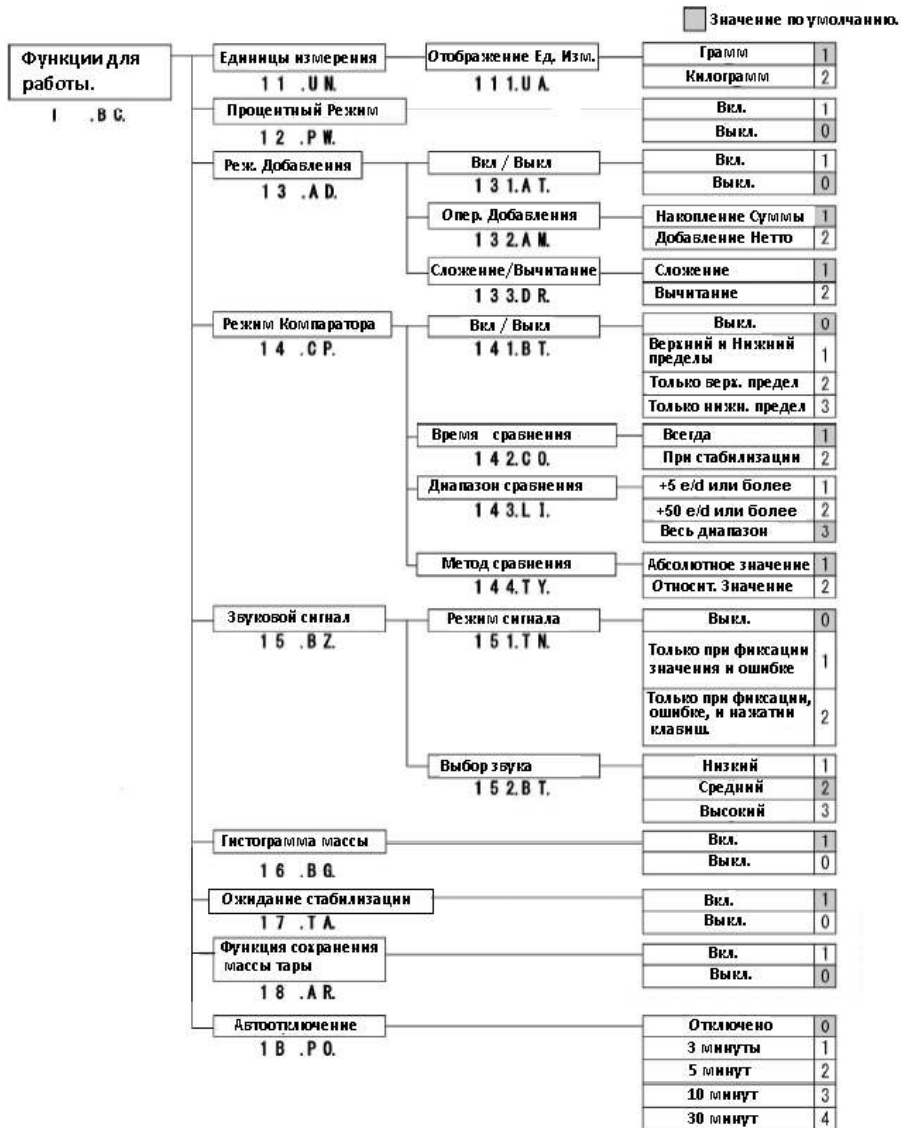 Значение по умолчанию.
Функции для
работы.
1 .B C.
Единицы измерения
1 1 .U N.
Отображение Ед. Изм.
1 1 1.U A.
Грамм 1
Килограмм 2
Процентный Режим
1 2 .P W.
Вкл. 1
Выкл. 0
Реж. Добавления
1 3 .A D.
Вкл / Выкл
1 3 1.A T.
Вкл. 1
Выкл. 0
Опер. Добавления
1 3 2.A M.
Накопление Суммы 1
Добавление Нетто 2
Сложение/Вычитание
1 3 3.D R.
Сложение 1
Вычитание 2
Режим Компаратора
1 4 .C P.
Вкл / Выкл
1 4 1.B T.
Выкл. 0
Верхний и Нижний
пределы 1
Только верх. предел 2
Только нижн. предел 3
Время сравнения
1 4 2.C O.
Всегда 1
При стабилизации 2
Диапазон сравнения
1 4 3.L I.
+5 e/d или более 1
+50 e/d или более 2
Весь диапазон 3
Метод сравнения
1 4 4.T Y.
Абсолютное значение 1
Относит. Значение 2
Звуковой сигнал
1 5 .B Z.
Режим сигнала
1 5 1.T N.
Выкл. 0
Только при фиксации
значения и ошибке 1
Только при фиксации,
ошибке, и нажатии
клавиш. 2
Выбор звука
1 5 2.B T.
Низкий 1
Средний 2
Высокий 3
Гистограмма массы
1 6 .B G.
Вкл. 1
Выкл. 0
Ожидание стабилизации
1 7 .T A.
Вкл. 1
Выкл. 0
Функция сохранения
массы тары
1 8 .A R.
Вкл. 1
Выкл. 0
Автоотключение
1 B .P O.
Отключено 0
3 минуты 1
5 минут 2
10 минут 3
30 минут 4